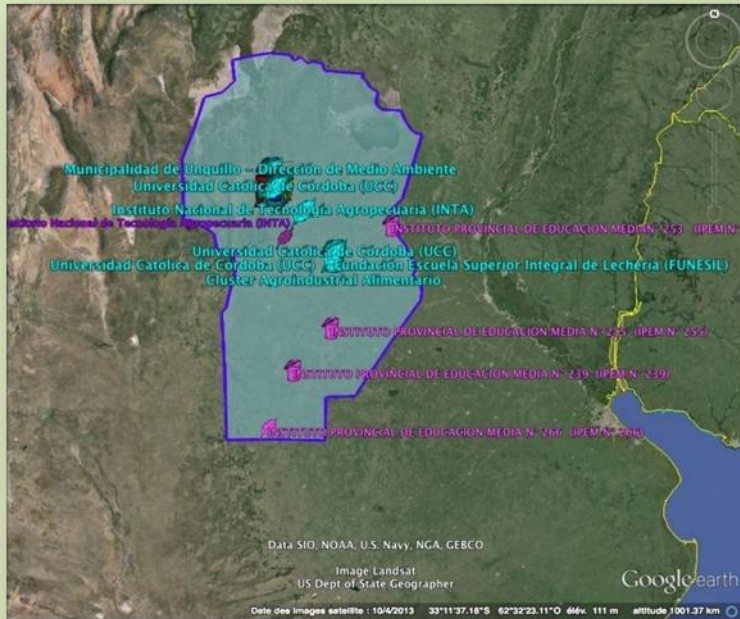 N
Municipalidad de Unquillo – Dirección de Medio Ambiente
Universidad Católica de Córdoba (UCC)
Instituto Nacional de Tecnología Agropecuaria (INTA)
Instituto Nacional de Tecnología Agropecuaria (INTA)
INSTITUTO PROVINCIAL DE EDUCACION MEDIA N° 253 (IPEM N°
Universidad Católica de Córdoba (UCC)
Universidad Católica de Córdoba (UCC)
Fundación Escuela Superior Integral de Lechería (FUNESIL)
Cluster Agroindustrial Alimentario
INSTITUTO PROVINCIAL DE EDUCACION MEDIA N° 255 (IPEM N° 255)
INSTITUTO PROVINCIAL DE EDUCACION MEDIA N° 239 (IPEM N° 239)
INSTITUTO PROVINCIAL DE EDUCACION MEDIA N° 266 (IPEM N° 266)
Data SIO, NOAA, U.S. Navy, NGA, GEBCO
Image Landsat
US Dept of State Geographer
Google earth
Date des images satellite : 10/4/2013 33°11'37.18"S 62°32'23.11"O élév. 111 m altitude 1001.37 km